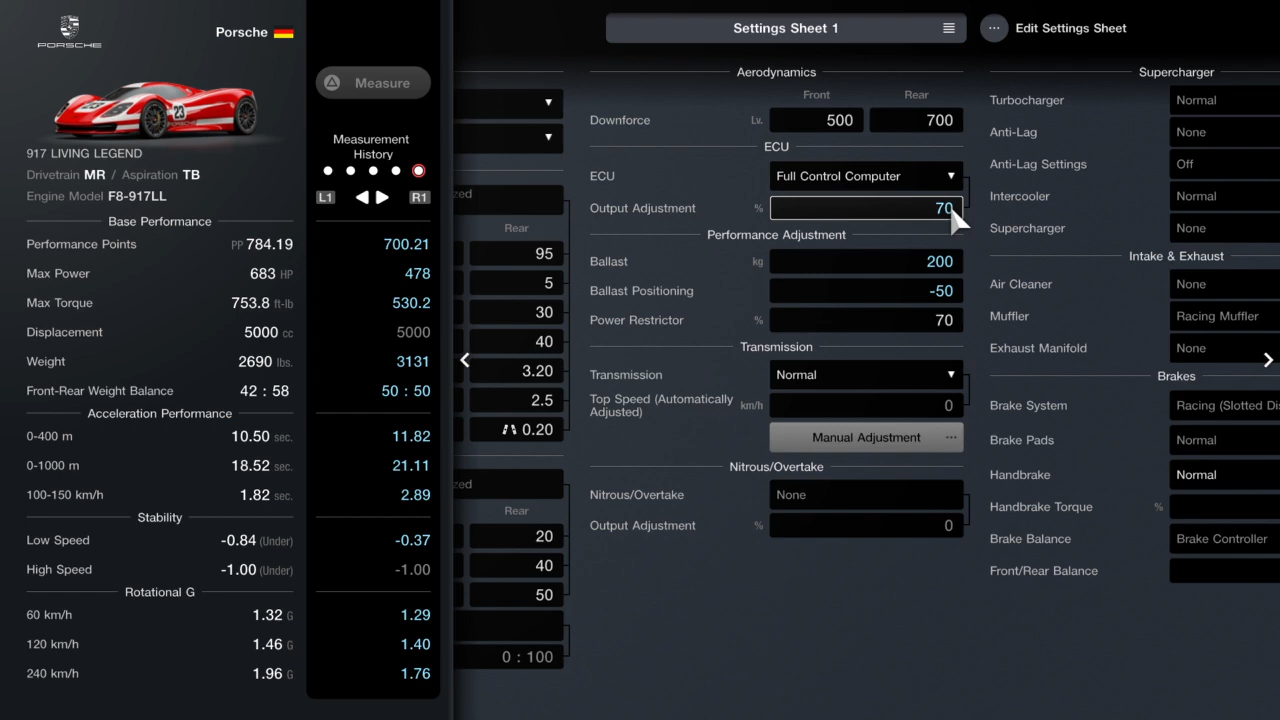 PORSCHE
Porsche
23
917 LIVING LEGEND
Drivetrain MR / Aspiration TB
Engine Model F8-917LL
Base Performance
Performance Points PP 784.19 700.21
Max Power 683 HP 478
Max Torque 753.8 ft-lb 530.2
Displacement 5000 cc 5000
Weight 2690 lbs. 3131
Front-Rear Weight Balance 42 : 58 50 : 50
Acceleration Performance
0-400 m 10.50 sec. 11.82
0-1000 m 18.52 sec. 21.11
100-150 km/h 1.82 sec. 2.89
Stability
Low Speed -0.84 (Under) -0.37
High Speed -1.00 (Under) -1.00
Rotational G
60 km/h 1.32 G 1.29
120 km/h 1.46 G 1.40
240 km/h 1.96 G 1.76
Measure
Measurement
History
L1 R1
Settings Sheet 1
Edit Settings Sheet
Rear
95
5
30
40
3.20
2.5
0.20
Rear
20
40
50
0 : 100
Aerodynamics
Front Rear
Downforce Lv. 500 700
ECU
ECU Full Control Computer
Output Adjustment % 70
Performance Adjustment
Ballast kg 200
Ballast Positioning -50
Power Restrictor % 70
Transmission
Transmission Normal
Top Speed (Automatically
Adjusted) km/h 0
Manual Adjustment
Nitrous/Overtake
Nitrous/Overtake None
Output Adjustment % 0
Supercharger
Turbocharger Normal
Anti-Lag None
Anti-Lag Settings Off
Intercooler Normal
Supercharger None
Intake & Exhaust
Air Cleaner None
Muffler Racing Muffler
Exhaust Manifold None
Brakes
Brake System Racing (Slotted Di
Brake Pads Normal
Handbrake Normal
Handbrake Torque %
Brake Balance Brake Controller
Front/Rear Balance